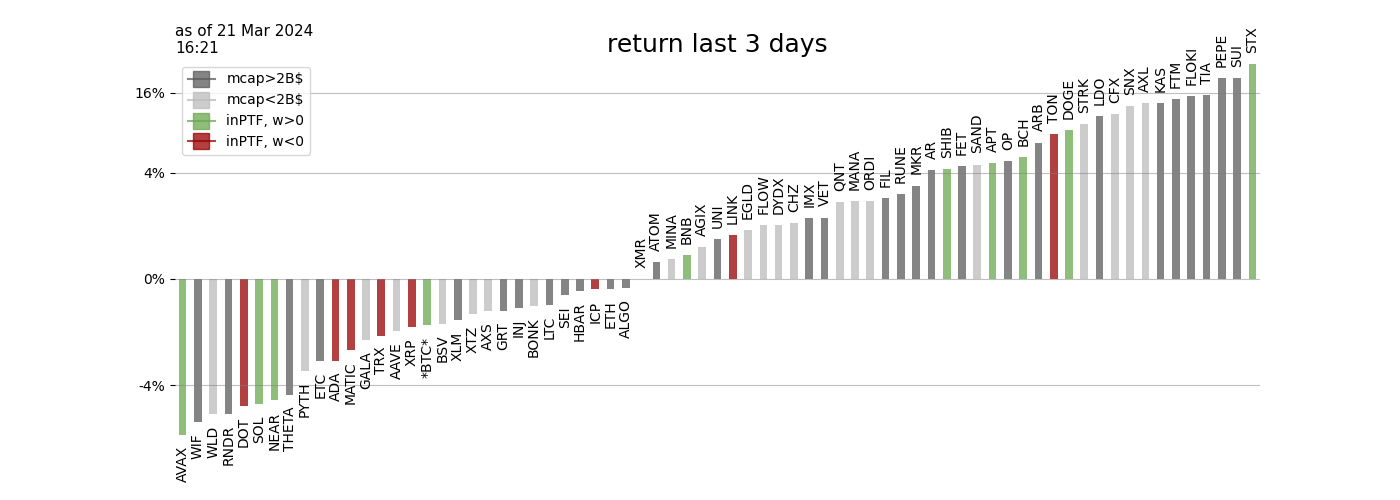 as of 21 Mar 2024
16:21
return last 3 days
mcap>2B$
mcap<2B$
inPTF, w>0
inPTF, w<0
16%
4%
0%
-4%
AVAX
WIF
WLD
RNDR
DOT
SOL
NEAR
THETA
PYTH
ETC
ADA
MATIC
GALA
TRX
AAVE
XRP
*BTC*
BSV
XLM
XTZ
AXS
GRT
INJ
BONK
LTC
SEI
HBAR
ICP
ETH
ALGO
XMR
ATOM
MINA
BNB
AGIX
UNI
LINK
EGLD
FLOW
DYDX
CHZ
IMX
VET
QNT
MANA
ORDI
FIL
RUNE
MKR
AR
SHIB
FET
SAND
APT
OP
BCH
ARB
TON
DOGE
STRK
LDO
CFX
SNX
AXL
KAS
FTM
FLOKI
TIA
PEPE
SUI
STX